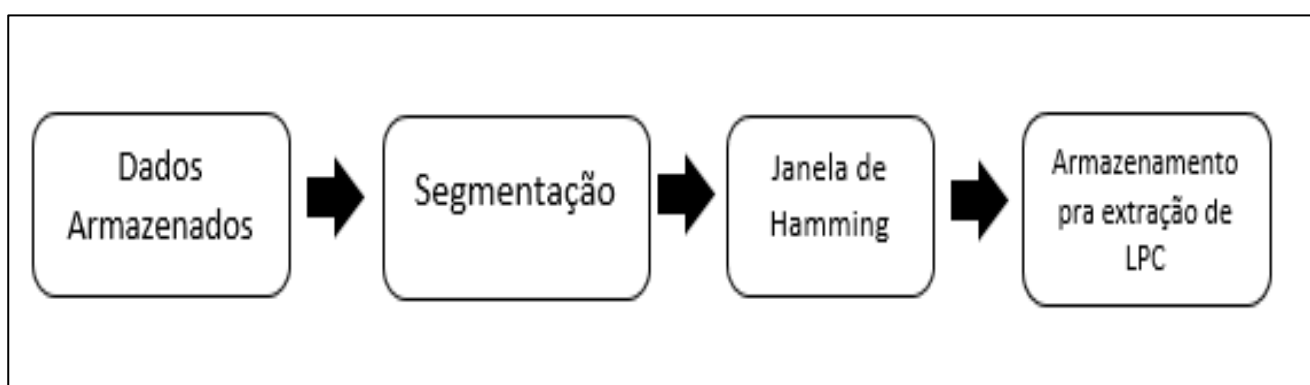 Dados
Armazenados
Segmentação
Janela de
Hamming
Armazenamento
pra extração de
LPC